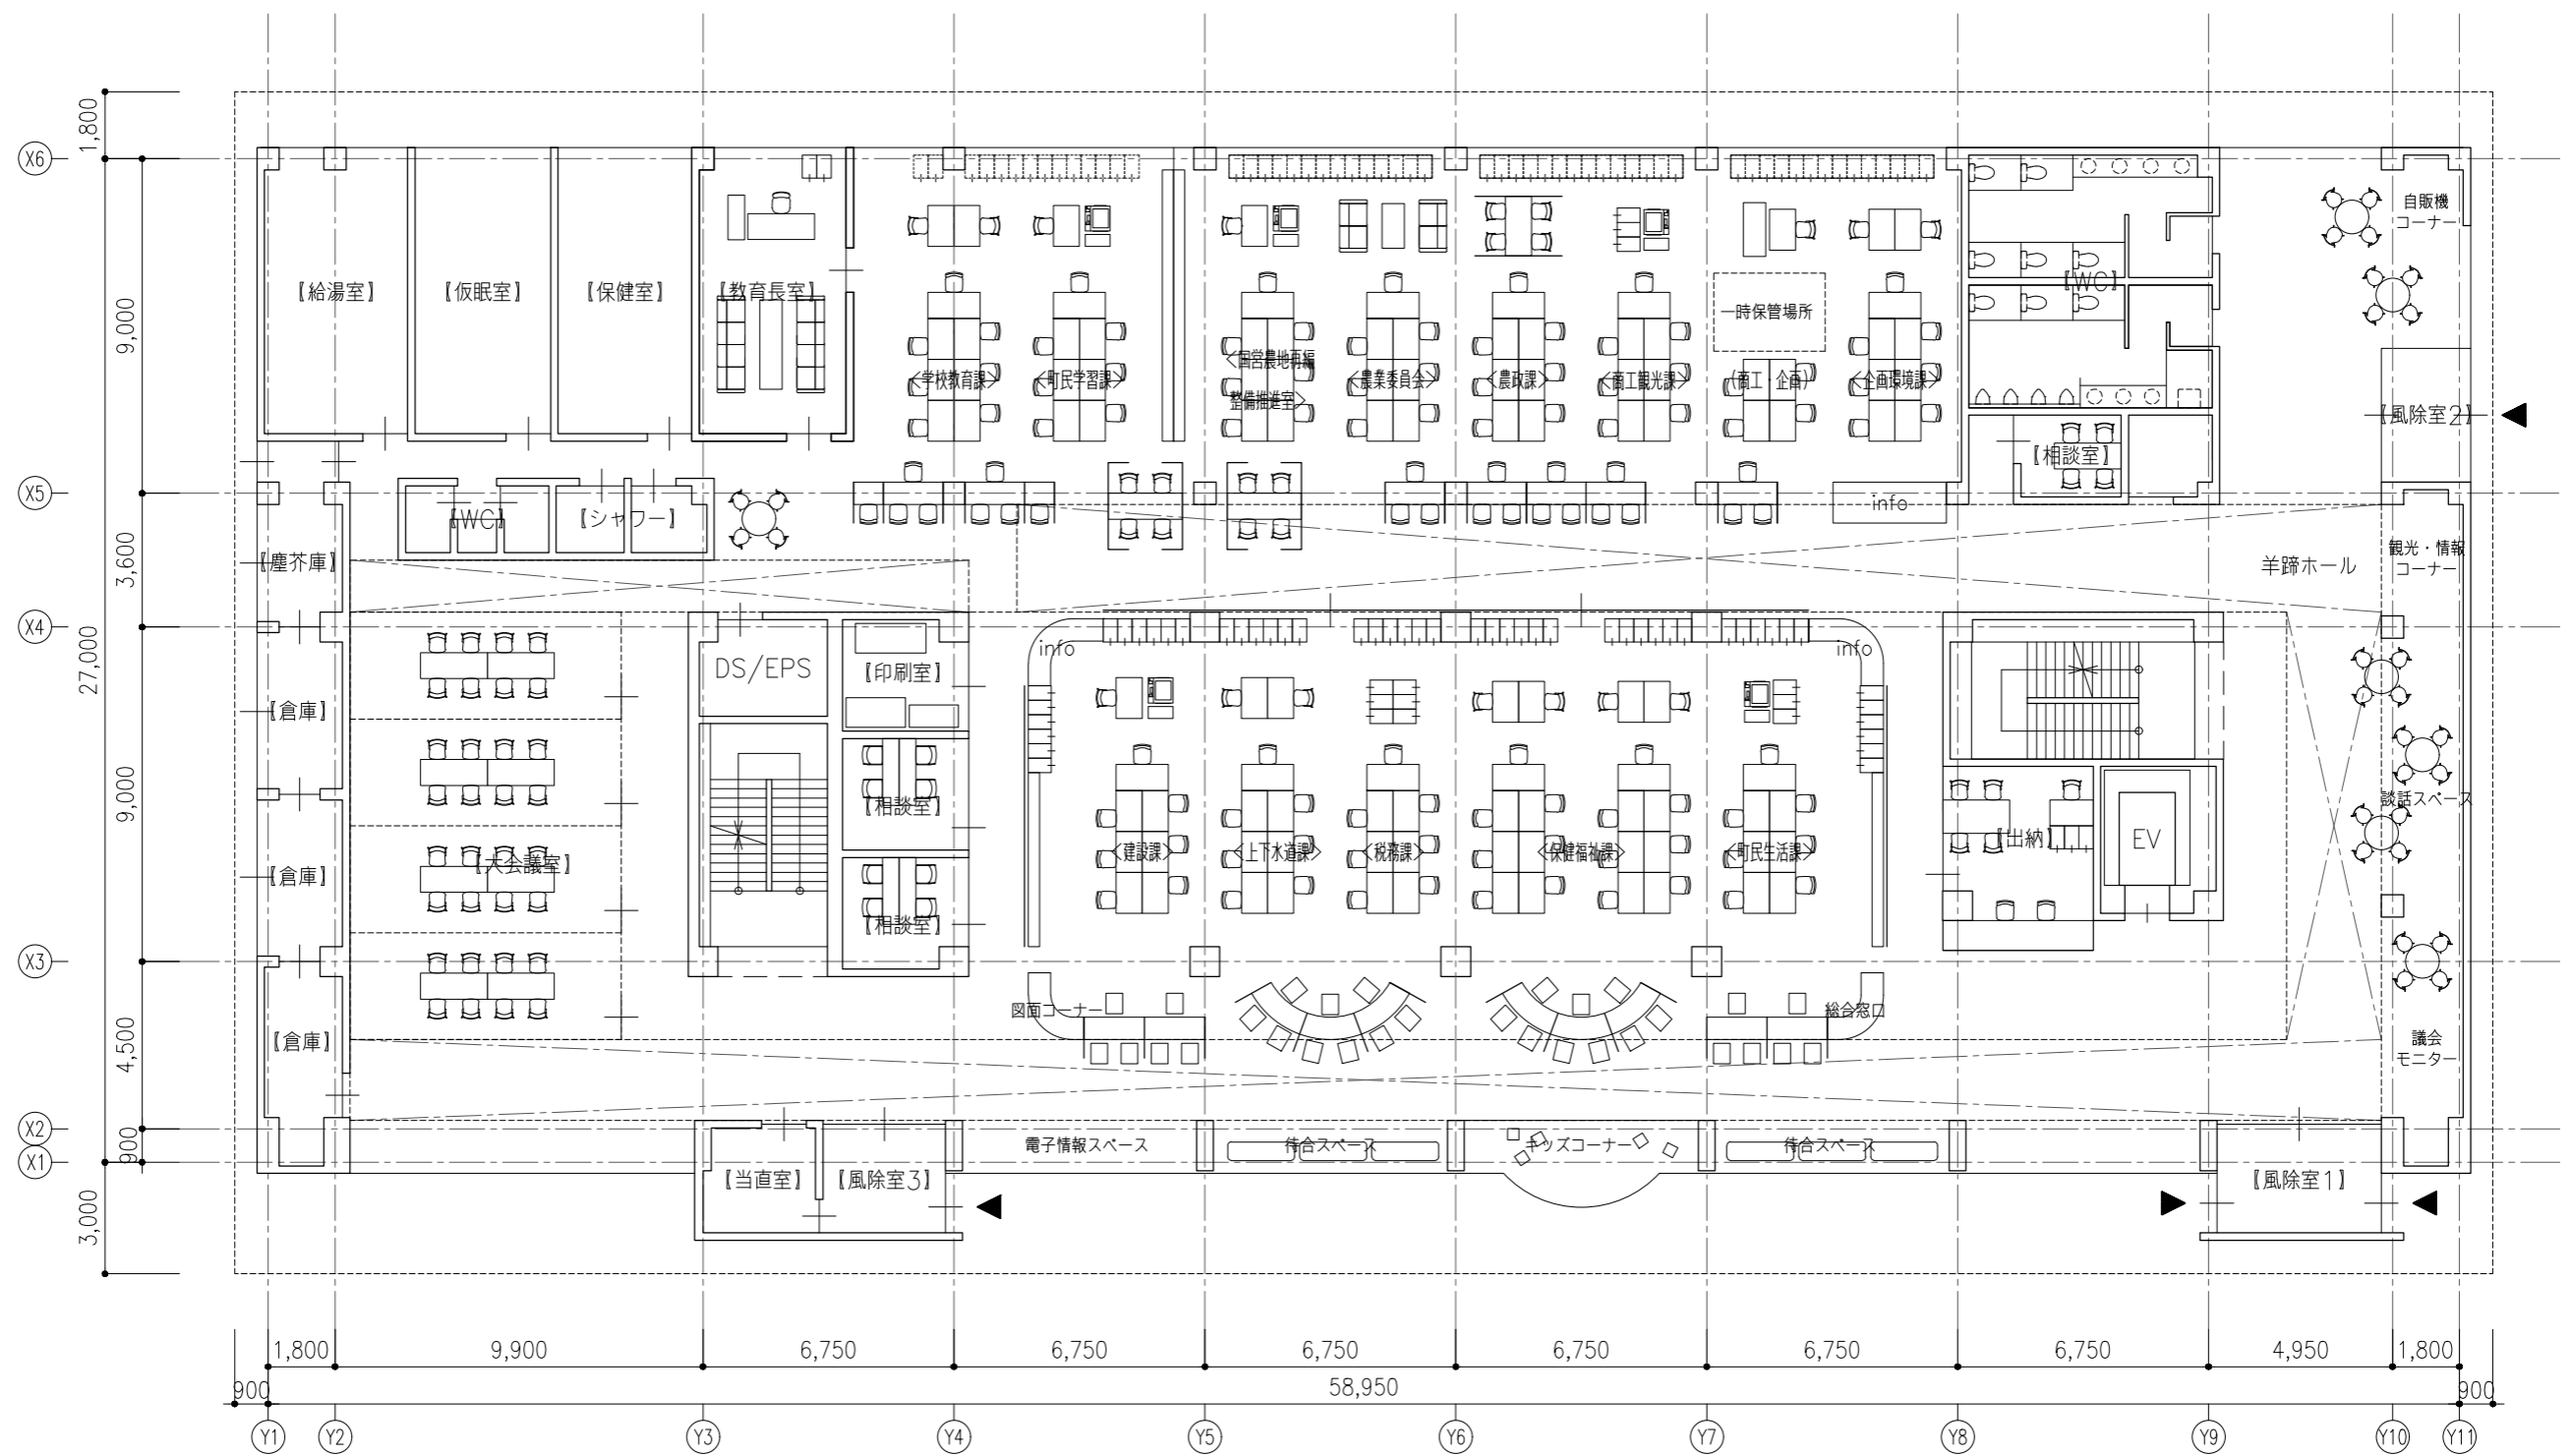 1,800
X6
9,000
X5
3,600
X4
27,000
9,000
X3
4,500
X2
900
X1
3,000
【給湯室】
【仮眠室】
【保健室】
【教育長室】
<学校教育課>
<町民学習課>
<国営農地再編
整備推進室>
<農業委員会>
<農政課>
<商工観光課>
一時保管場所
(商工・企画)
<企画環境課>
【WC】
自販機
コーナー
【風除室2】
【相談室】
info
【WC】
【シャワー】
【塵芥庫】
羊蹄ホール
観光・情報
コーナー
【倉庫】
【倉庫】
【倉庫】
【大会議室】
DS/EPS
【印刷室】
【相談室】
【相談室】
info
info
<建設課>
<上下水道課>
<税務課>
<保健福祉課>
<町民生活課>
【出納】
EV
談話スペース
図面コーナー
総合窓口
議会
モニター
【当直室】
【風除室3】
電子情報スペース
待合スペース
キッズコーナー
待合スペース
【風除室1】
1,800
9,900
6,750
6,750
6,750
6,750
6,750
6,750
4,950
1,800
900
58,950
900
Y1
Y2
Y3
Y4
Y5
Y6
Y7
Y8
Y9
Y10
Y11